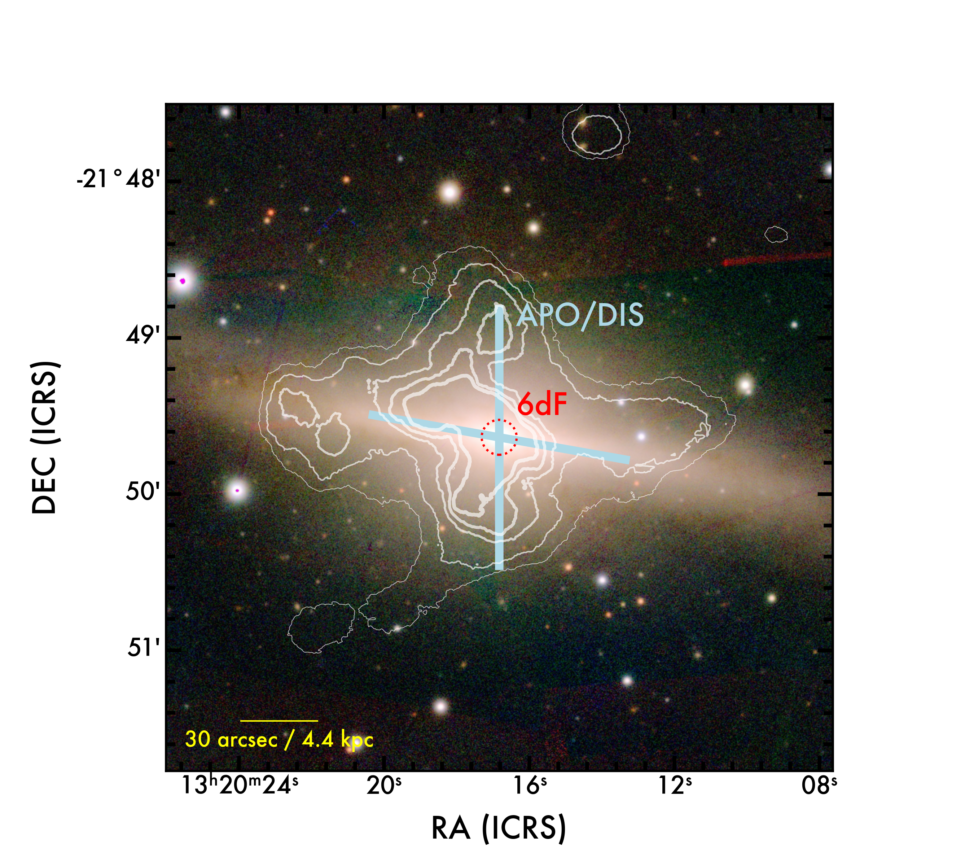 -21°48'
APO/DIS
49'
DEC (ICRS)
6dF
50'
51'
30 arcsec / 4.4 kpc
13ʰ20ᵐ24ˢ 20ˢ 16ˢ 12ˢ 08ˢ
RA (ICRS)